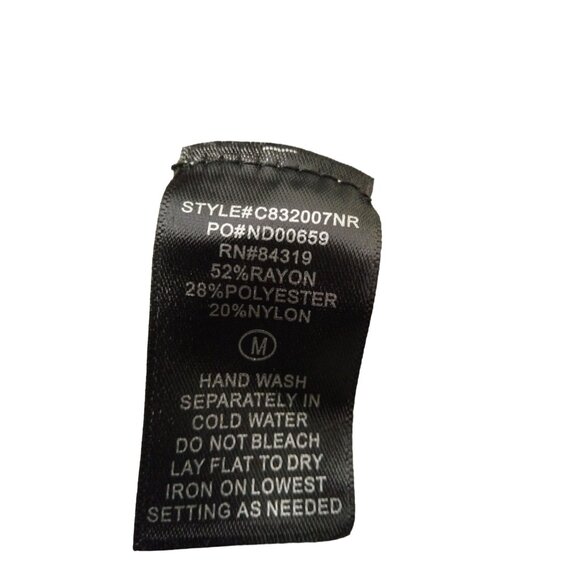 STYLE#C832007NR
PO#ND00659
RN#84319
52%RAYON
28%POLYESTER
20%NYLON
M
HAND WASH
SEPARATELY IN
COLD WATER
DO NOT BLEACH
LAY FLAT TO DRY
IRON ON LOWEST
SETTING AS NEEDED